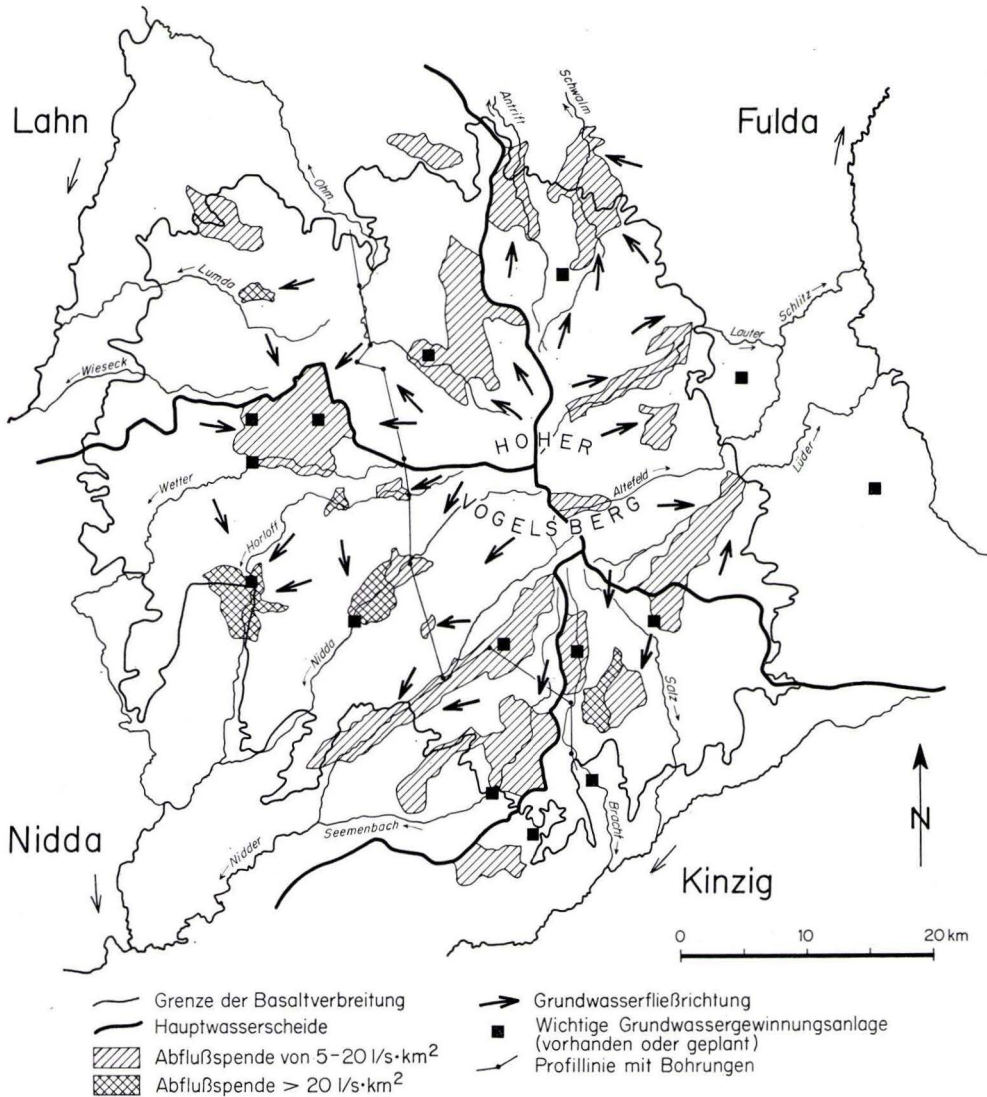 Lahn
Fulda
Antrift
Schwalm
Ohm
Lumda
Wieseck
Schlitz
Lauter
Lüder
HOHER
VOGELSBERG
Wetter
Altefeld
Horloff
Nidda
Salz
Nidda
Nidder
Seemenbach
Bracht
Kinzig
N
0 10 20 km
Grenze der Basaltverbreitung
Hauptwasserscheide
Abflußspende von 5-20 l/s·km²
Abflußspende > 20 l/s·km²
Grundwasserfließrichtung
Wichtige Grundwassergewinnungsanlage
(vorhanden oder geplant)
Profillinie mit Bohrungen